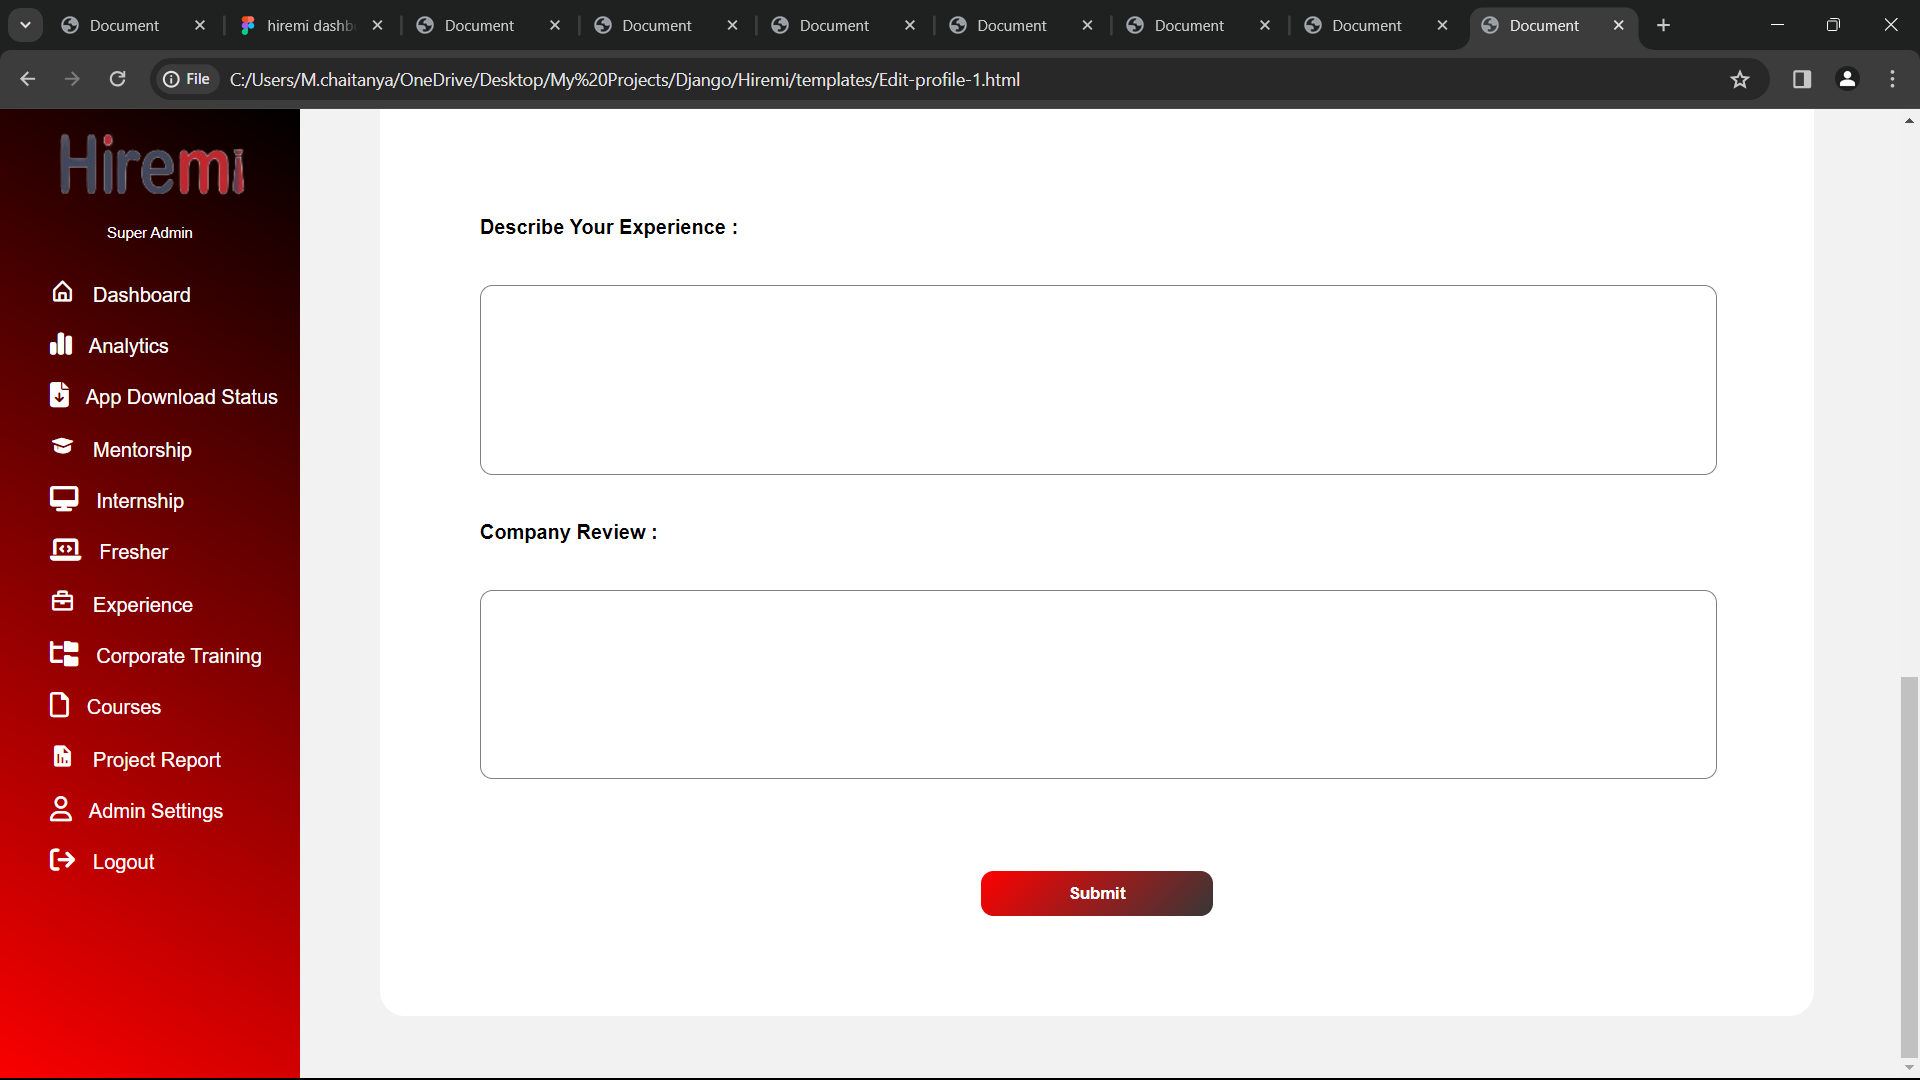 Document
hiremi dashb
Document
Document
Document
Document
Document
Document
Document
File
C:/Users/M.chaitanya/OneDrive/Desktop/My%20Projects/Django/Hiremi/templates/Edit-profile-1.html
Hiremi
Super Admin
Dashboard
Analytics
App Download Status
Mentorship
Internship
Fresher
Experience
Corporate Training
Courses
Project Report
Admin Settings
Logout
Describe Your Experience :
Company Review :
Submit